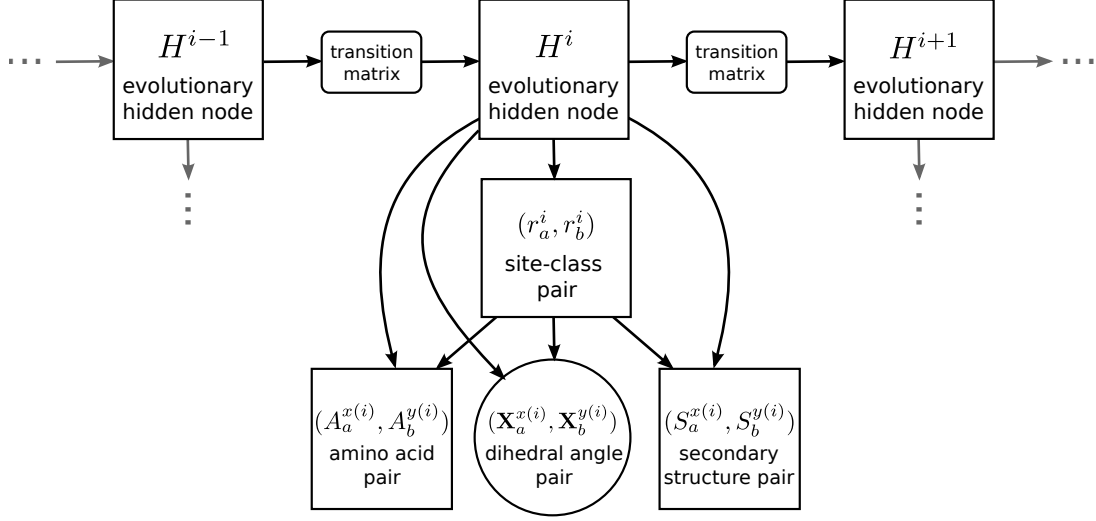 ... H^{i-1} evolutionary hidden node
transition matrix
H^i evolutionary hidden node
transition matrix
H^{i+1} evolutionary hidden node ...
⋮
⋮
(r_a^i, r_b^i)
site-class
pair
(A_a^{x(i)}, A_b^{y(i)})
amino acid
pair
(X_a^{x(i)}, X_b^{y(i)})
dihedral angle
pair
(S_a^{x(i)}, S_b^{y(i)})
secondary
structure pair